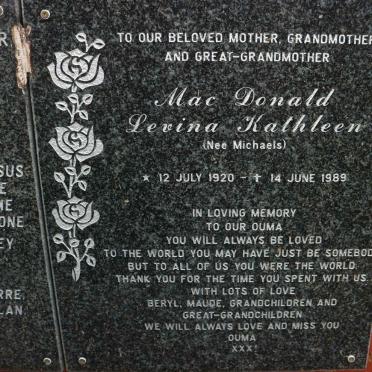 TO OUR BELOVED MOTHER, GRANDMOTHER
AND GREAT-GRANDMOTHER
Mac Donald
Levina Kathleen
(Nee Michaels)
★ 12 JULY 1920 - ✝ 14 JUNE 1989
IN LOVING MEMORY
TO OUR OUMA
YOU WILL ALWAYS BE LOVED
TO THE WORLD YOU MAY HAVE JUST BE SOMEBOD
BUT TO ALL OF US YOU WERE THE WORLD.
THANK YOU FOR THE TIME YOU SPENT WITH US.
WITH LOTS OF LOVE
BERYL, MAUDE, GRANDCHILDREN AND
GREAT-GRANDCHILDREN
WE WILL ALWAYS LOVE AND MISS YOU
OUMA
XXX